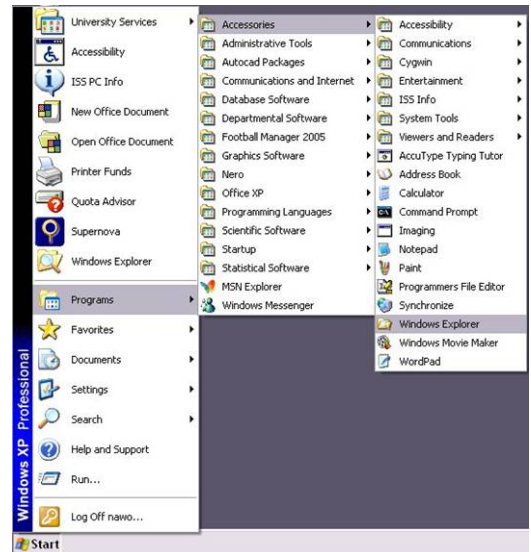 University Services
Accessibility
ISS PC Info
New Office Document
Open Office Document
Printer Funds
Quota Advisor
Supernova
Windows Explorer
Programs
Favorites
Documents
Settings
Search
Help and Support
Run...
Log Off nawo...
Windows XP Professional
Start
Accessories
Administrative Tools
Autocad Packages
Communications and Internet
Database Software
Departmental Software
Football Manager 2005
Graphics Software
Nero
Office XP
Programming Languages
Scientific Software
Startup
Statistical Software
MSN Explorer
Windows Messenger
Accessibility
Communications
Cygwin
Entertainment
ISS Info
System Tools
Viewers and Readers
AccuType Typing Tutor
Address Book
Calculator
Command Prompt
Imaging
Notepad
Paint
Programmers File Editor
Synchronize
Windows Explorer
Windows Movie Maker
WordPad